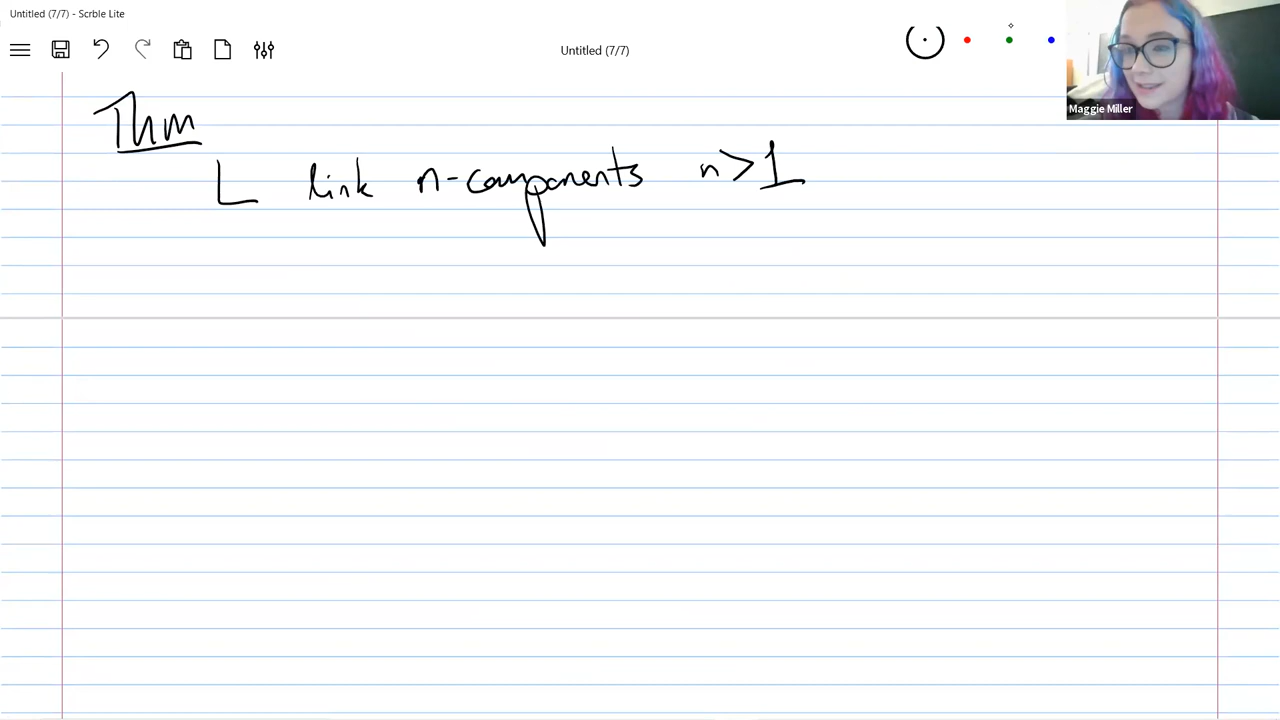 Untitled (7/7) - Scrble Lite
Untitled (7/7)
Maggie Miller
Thm
L link n-components n > 1